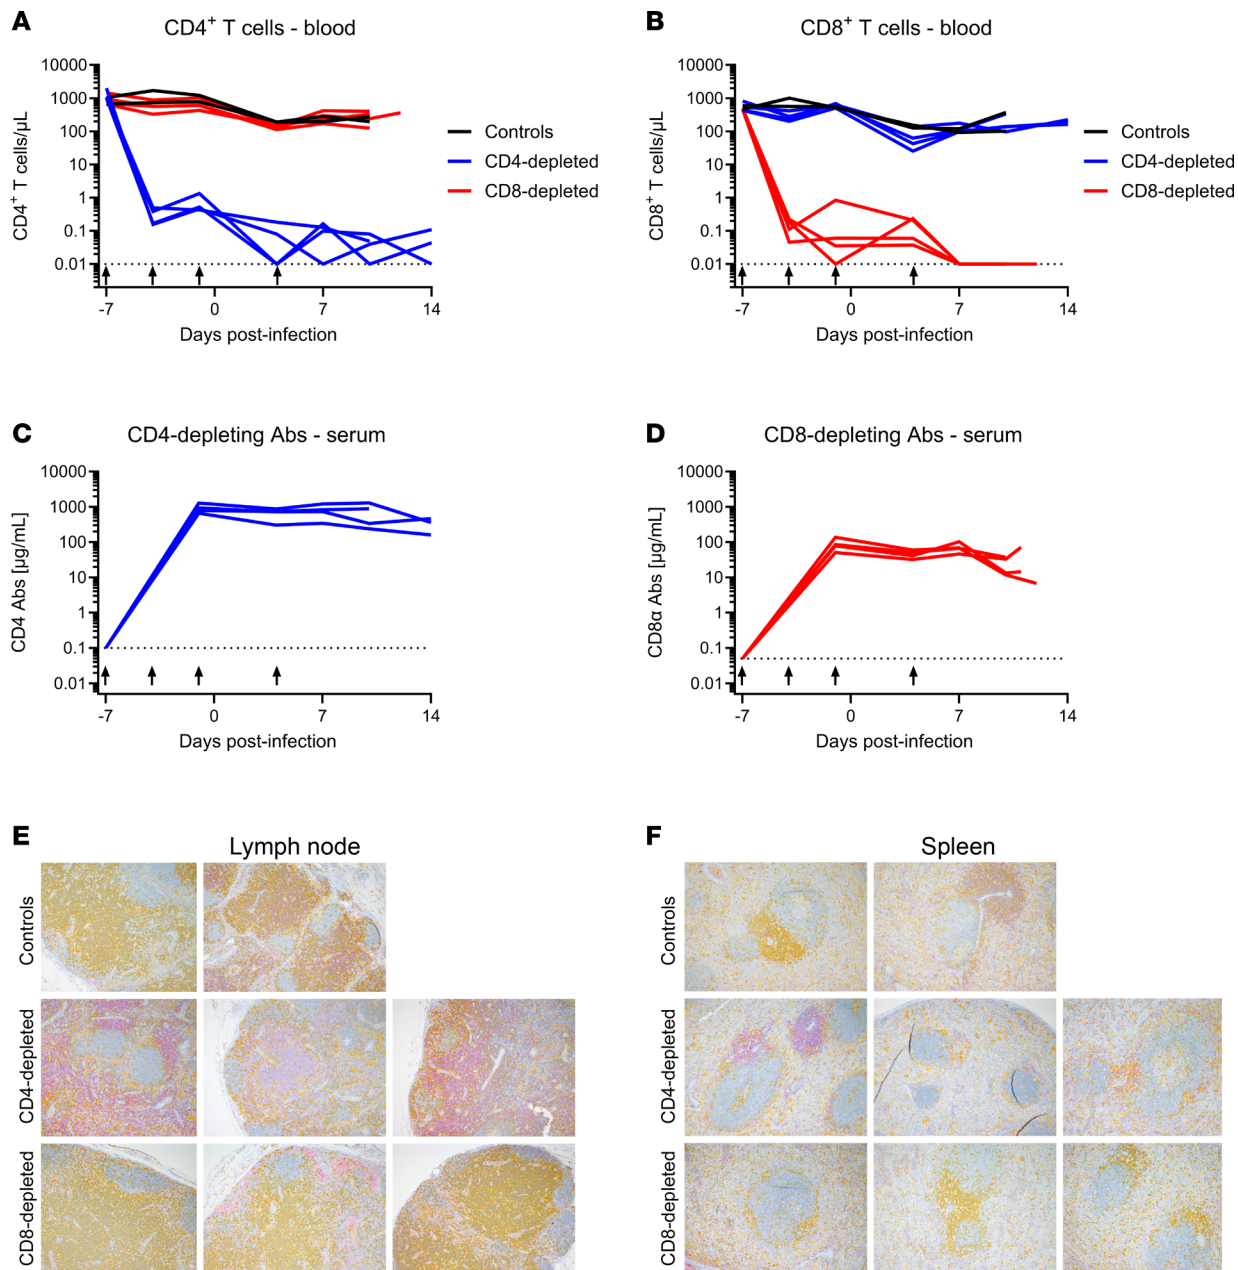 A
CD4⁺ T cells - blood
CD4⁺ T cells/µL
10000
1000
100
10
1
0.1
0.01
-7
0
7
14
Days post-infection
Controls
CD4-depleted
CD8-depleted
B
CD8⁺ T cells - blood
CD8⁺ T cells/µL
10000
1000
100
10
1
0.1
0.01
-7
0
7
14
Days post-infection
Controls
CD4-depleted
CD8-depleted
C
CD4-depleting Abs - serum
CD4 Abs [µg/mL]
10000
1000
100
10
1
0.1
0.01
-7
0
7
14
Days post-infection
D
CD8-depleting Abs - serum
CD8α Abs [µg/mL]
10000
1000
100
10
1
0.1
0.01
-7
0
7
14
Days post-infection
E
Lymph node
Controls
CD4-depleted
CD8-depleted
F
Spleen
Controls
CD4-depleted
CD8-depleted